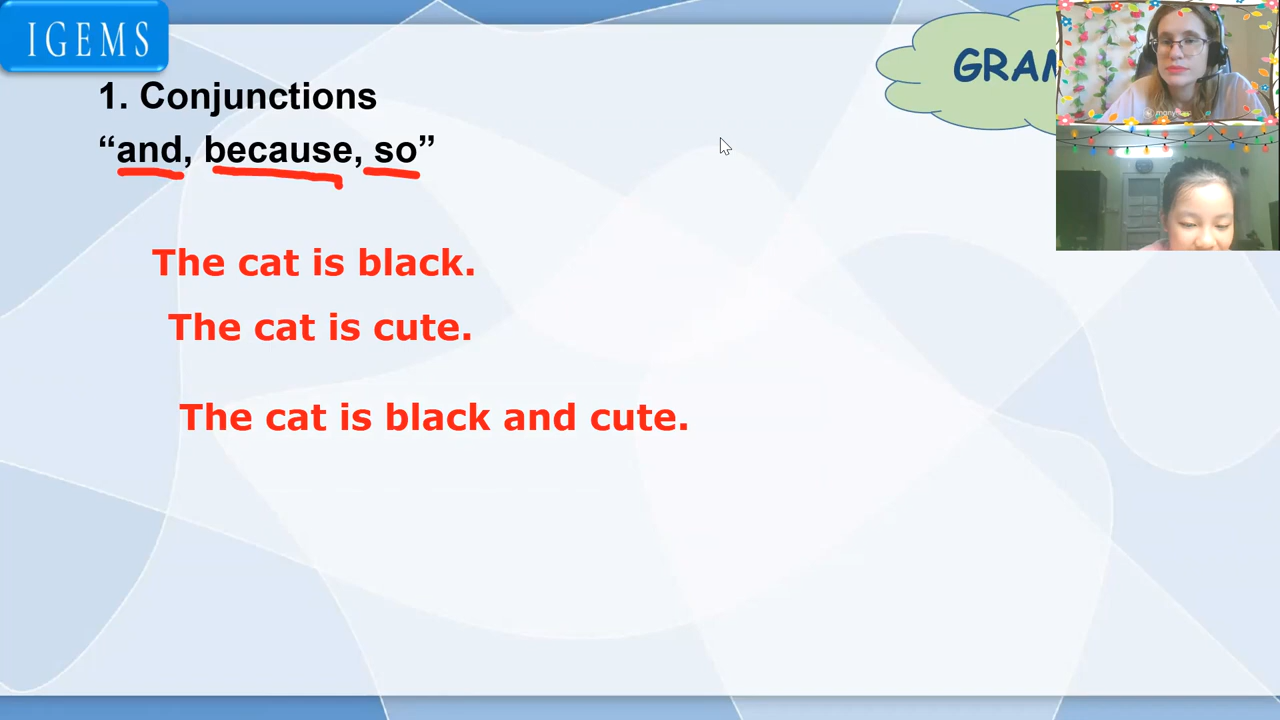 IGEMS
1. Conjunctions
“and, because, so”
The cat is black.
The cat is cute.
The cat is black and cute.